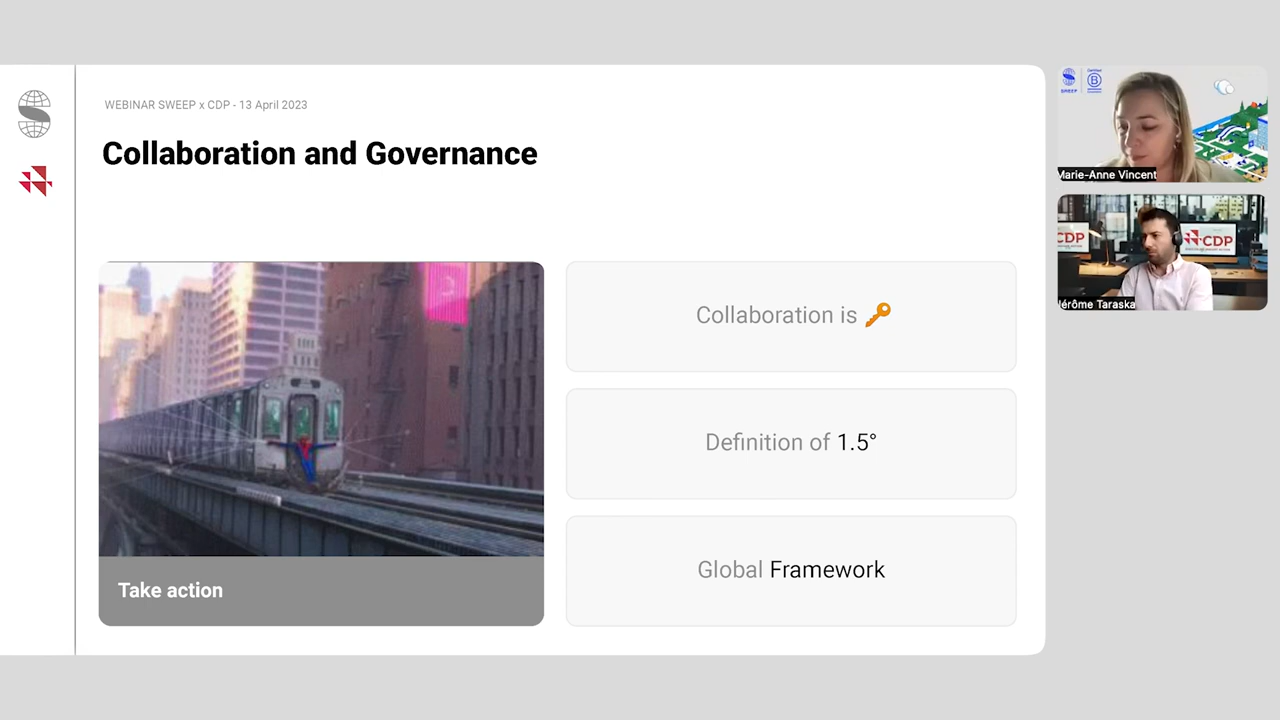 WEBINAR SWEEP x CDP - 13 April 2023
Collaboration and Governance
Collaboration is 🔑
Definition of 1.5°
Global Framework
Take action
SWEEP
Marie-Anne Vincent
CDP
CDP
Jérôme Taraska